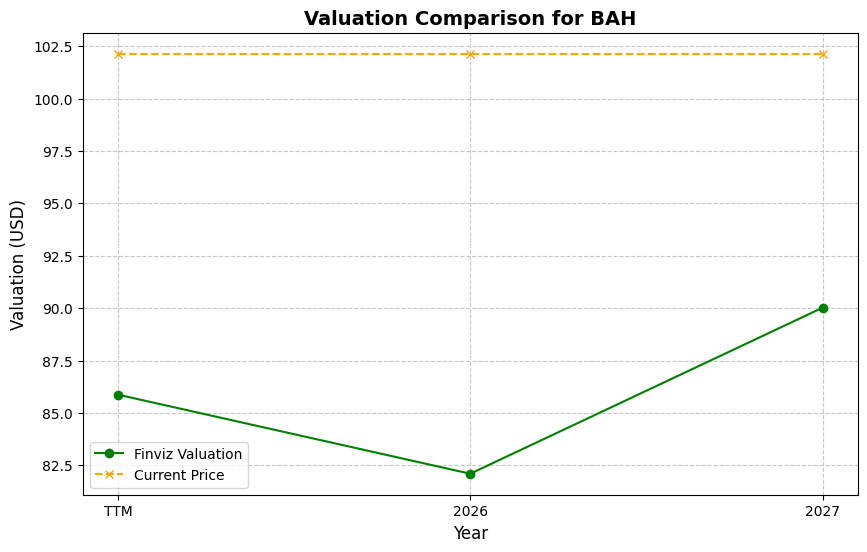 Valuation Comparison for BAH
Valuation (USD)
102.5
100.0
97.5
95.0
92.5
90.0
87.5
85.0
82.5
Finviz Valuation
Current Price
TTM
2026
2027
Year